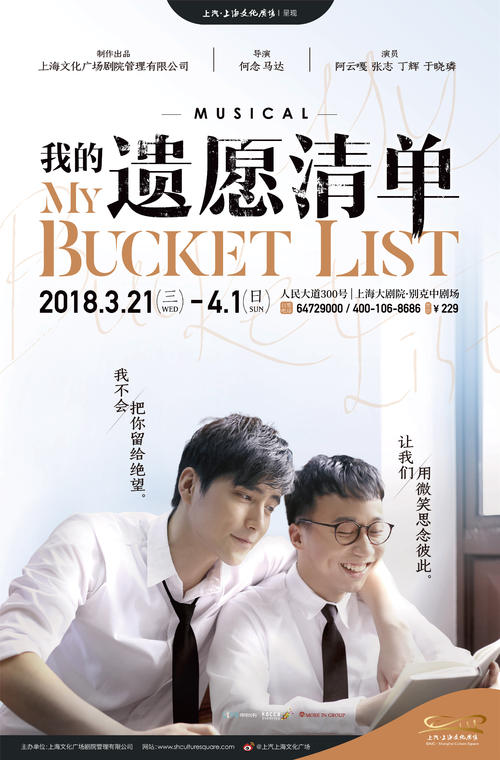 上汽·上海文化广场 | 呈现
制作出品
上海文化广场剧院管理有限公司
导演
何念 马达
演员
阿云嘎 张志 丁辉 于晓璘
MUSICAL
我的遗愿清单
MY
BUCKET LIST
2018.3.21(三)-4.1(日)
WED
SUN
人民大道300号 | 上海大剧院·别克中剧场
64729000 / 400-106-8686
¥ 229
My
Bucket
List
我不会
把你留给绝望。
让我们
用微笑思念彼此。
MORE IN GROUP
上汽·上海文化广场
SAIC·Shanghai Culture Square
主办单位:上海文化广场剧院管理有限公司
网站:www.shculturesquare.com
@上汽上海文化广场